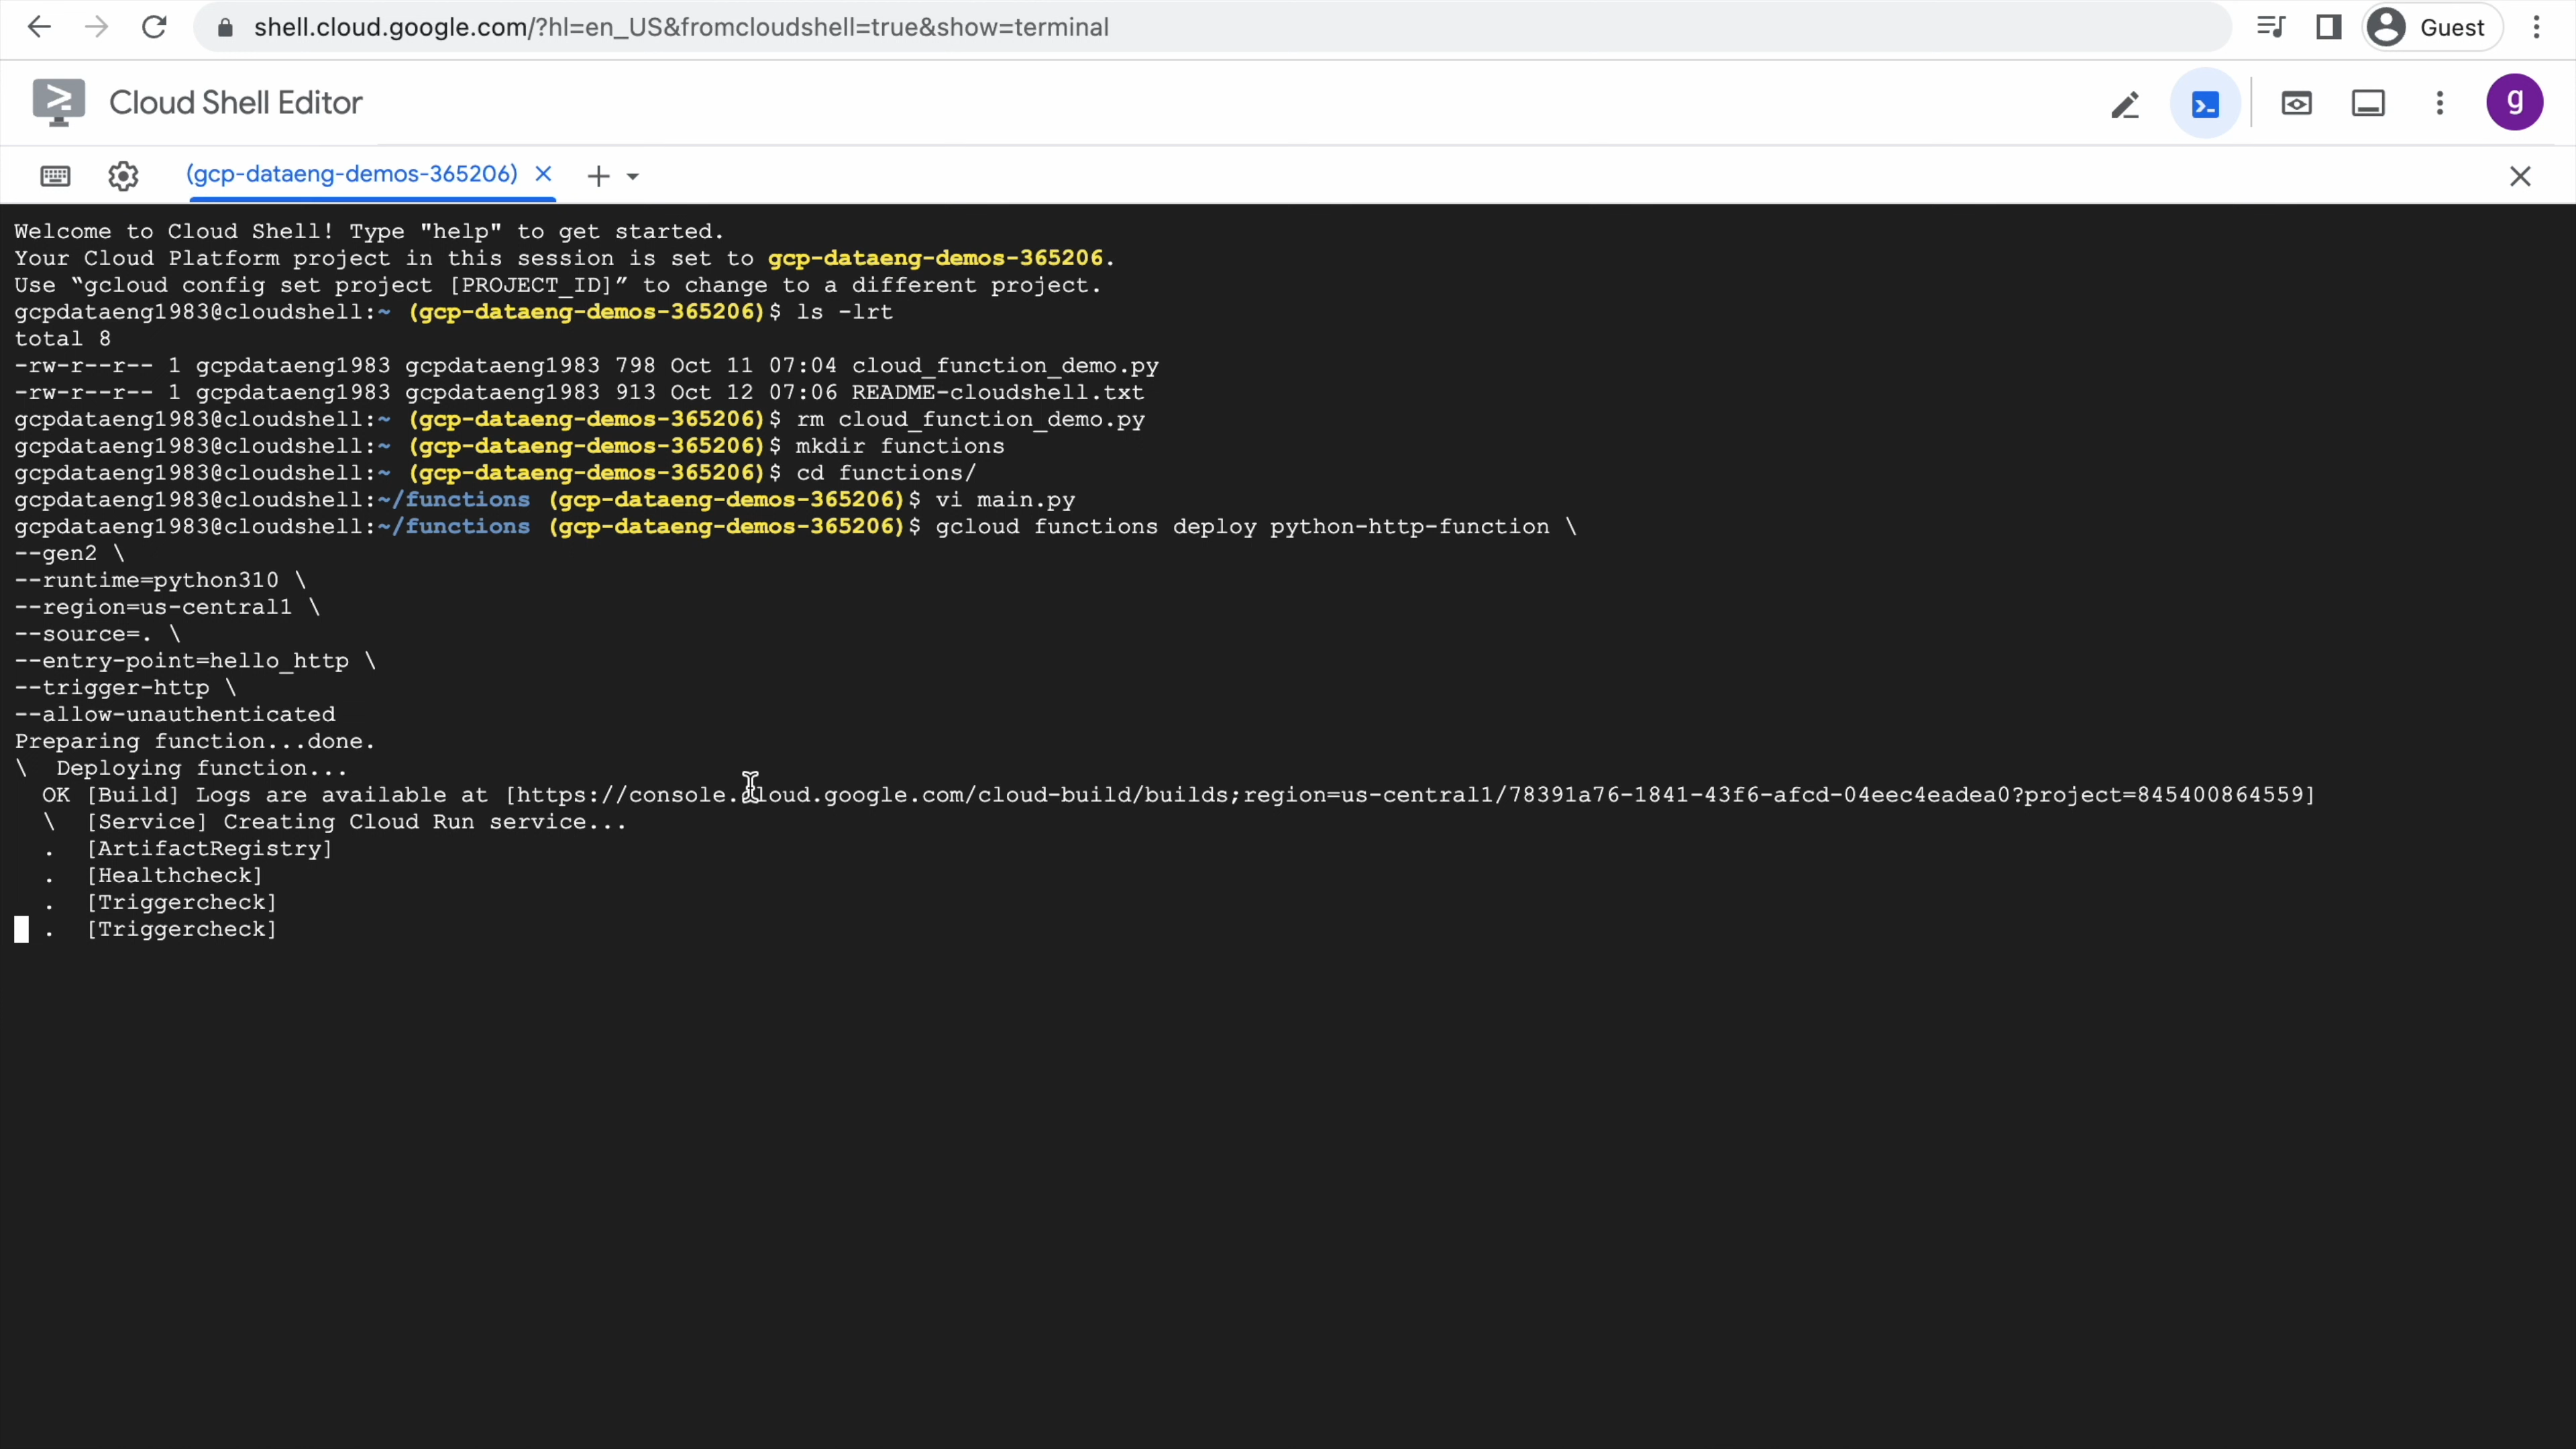 shell.cloud.google.com/?hl=en_US&fromcloudshell=true&show=terminal
Guest
Cloud Shell Editor
g
(gcp-dataeng-demos-365206)
Welcome to Cloud Shell! Type "help" to get started.
Your Cloud Platform project in this session is set to gcp-dataeng-demos-365206.
Use “gcloud config set project [PROJECT_ID]” to change to a different project.
gcpdataeng1983@cloudshell:~ (gcp-dataeng-demos-365206)$ ls -lrt
total 8
-rw-r--r-- 1 gcpdataeng1983 gcpdataeng1983 798 Oct 11 07:04 cloud_function_demo.py
-rw-r--r-- 1 gcpdataeng1983 gcpdataeng1983 913 Oct 12 07:06 README-cloudshell.txt
gcpdataeng1983@cloudshell:~ (gcp-dataeng-demos-365206)$ rm cloud_function_demo.py
gcpdataeng1983@cloudshell:~ (gcp-dataeng-demos-365206)$ mkdir functions
gcpdataeng1983@cloudshell:~ (gcp-dataeng-demos-365206)$ cd functions/
gcpdataeng1983@cloudshell:~/functions (gcp-dataeng-demos-365206)$ vi main.py
gcpdataeng1983@cloudshell:~/functions (gcp-dataeng-demos-365206)$ gcloud functions deploy python-http-function \
--gen2 \
--runtime=python310 \
--region=us-central1 \
--source=. \
--entry-point=hello_http \
--trigger-http \
--allow-unauthenticated
Preparing function...done.
\ Deploying function...
OK [Build] Logs are available at [https://console.cloud.google.com/cloud-build/builds;region=us-central1/78391a76-1841-43f6-afcd-04eec4eadea0?project=845400864559]
\ [Service] Creating Cloud Run service...
. [ArtifactRegistry]
. [Healthcheck]
. [Triggercheck]
. [Triggercheck]